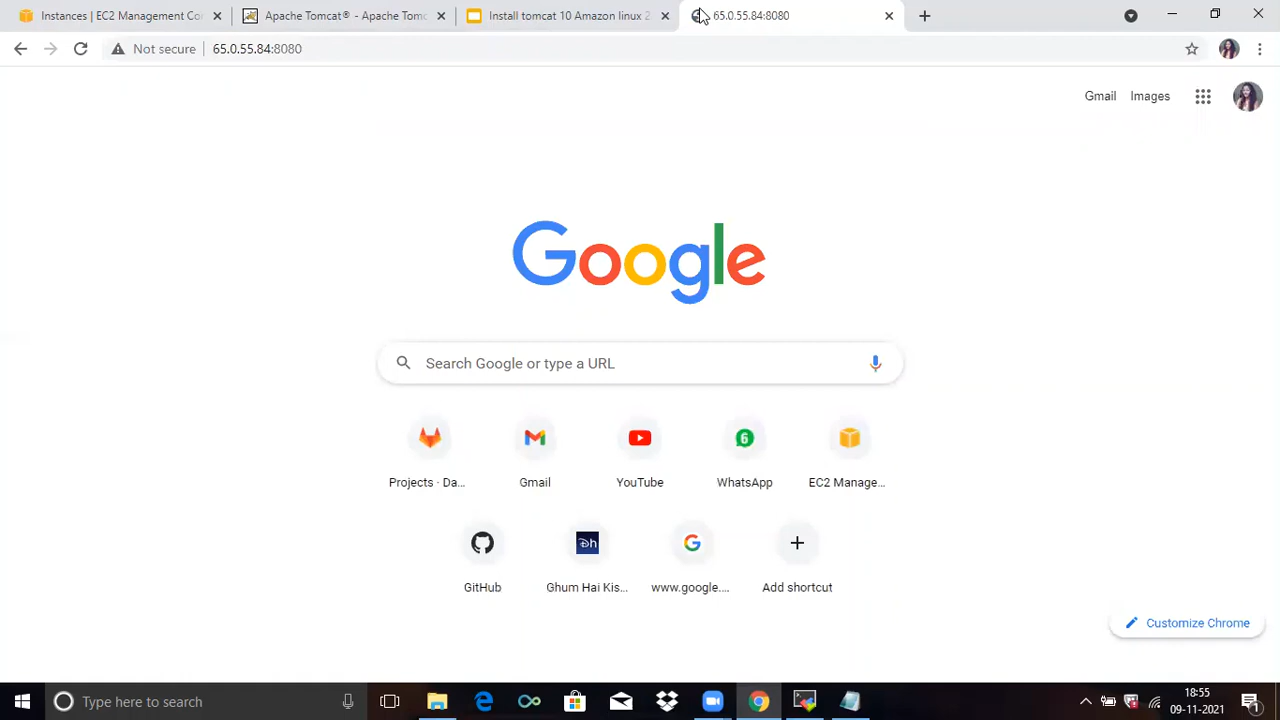 Instances | EC2 Management Co
Apache Tomcat® - Apache Tomc
Install tomcat 10 Amazon linux 2
65.0.55.84:8080
Not secure
65.0.55.84:8080
Gmail
Images
Google
Search Google or type a URL
Projects · Da...
Gmail
YouTube
6
WhatsApp
EC2 Manage...
GitHub
Dh
Ghum Hai Kis...
www.google....
Add shortcut
Customize Chrome
Type here to search
18:55
09-11-2021
1